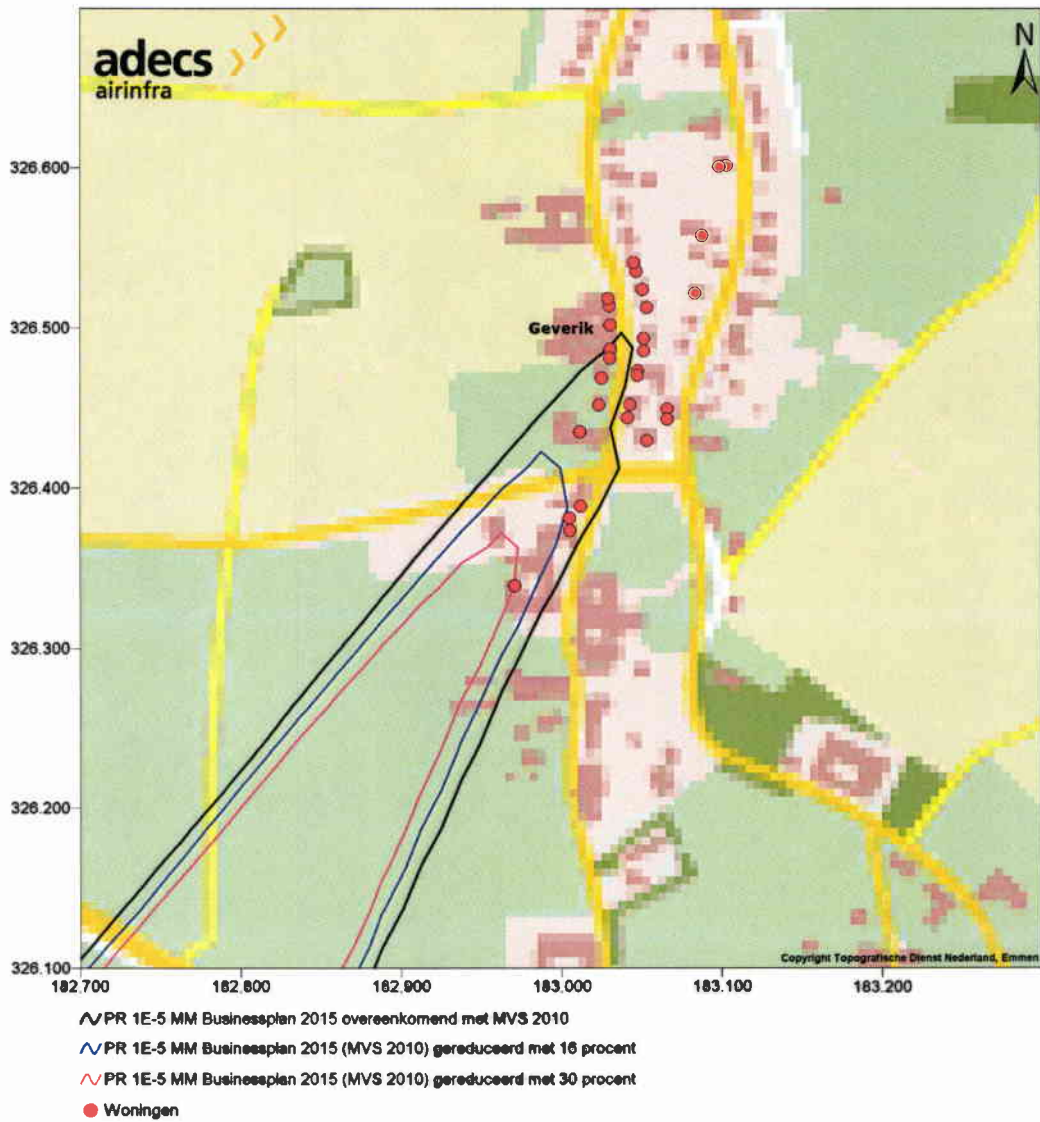 adecs
airinfra
N
326.600
326.500
Geverik
326.400
326.300
326.200
326.100
Copyright Topografische Dienst Nederland, Emmen
182.700 182.800 182.900 183.000 183.100 183.200
PR 1E-5 MM Businessplan 2015 overeenkomend met MVS 2010
PR 1E-5 MM Businessplan 2015 (MVS 2010) gereduceerd met 16 procent
PR 1E-5 MM Businessplan 2015 (MVS 2010) gereduceerd met 30 procent
Woningen